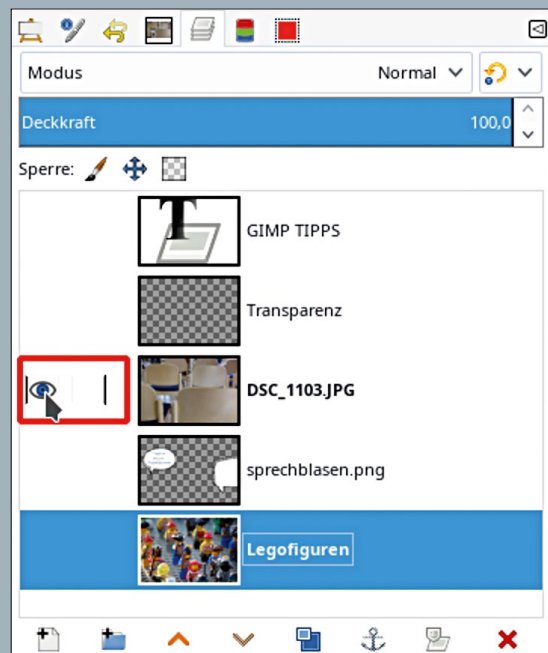 Modus
Normal
Deckkraft
100,0
Sperre:
GIMP TIPPS
Transparenz
DSC_1103.JPG
sprechblasen.png
Legofiguren